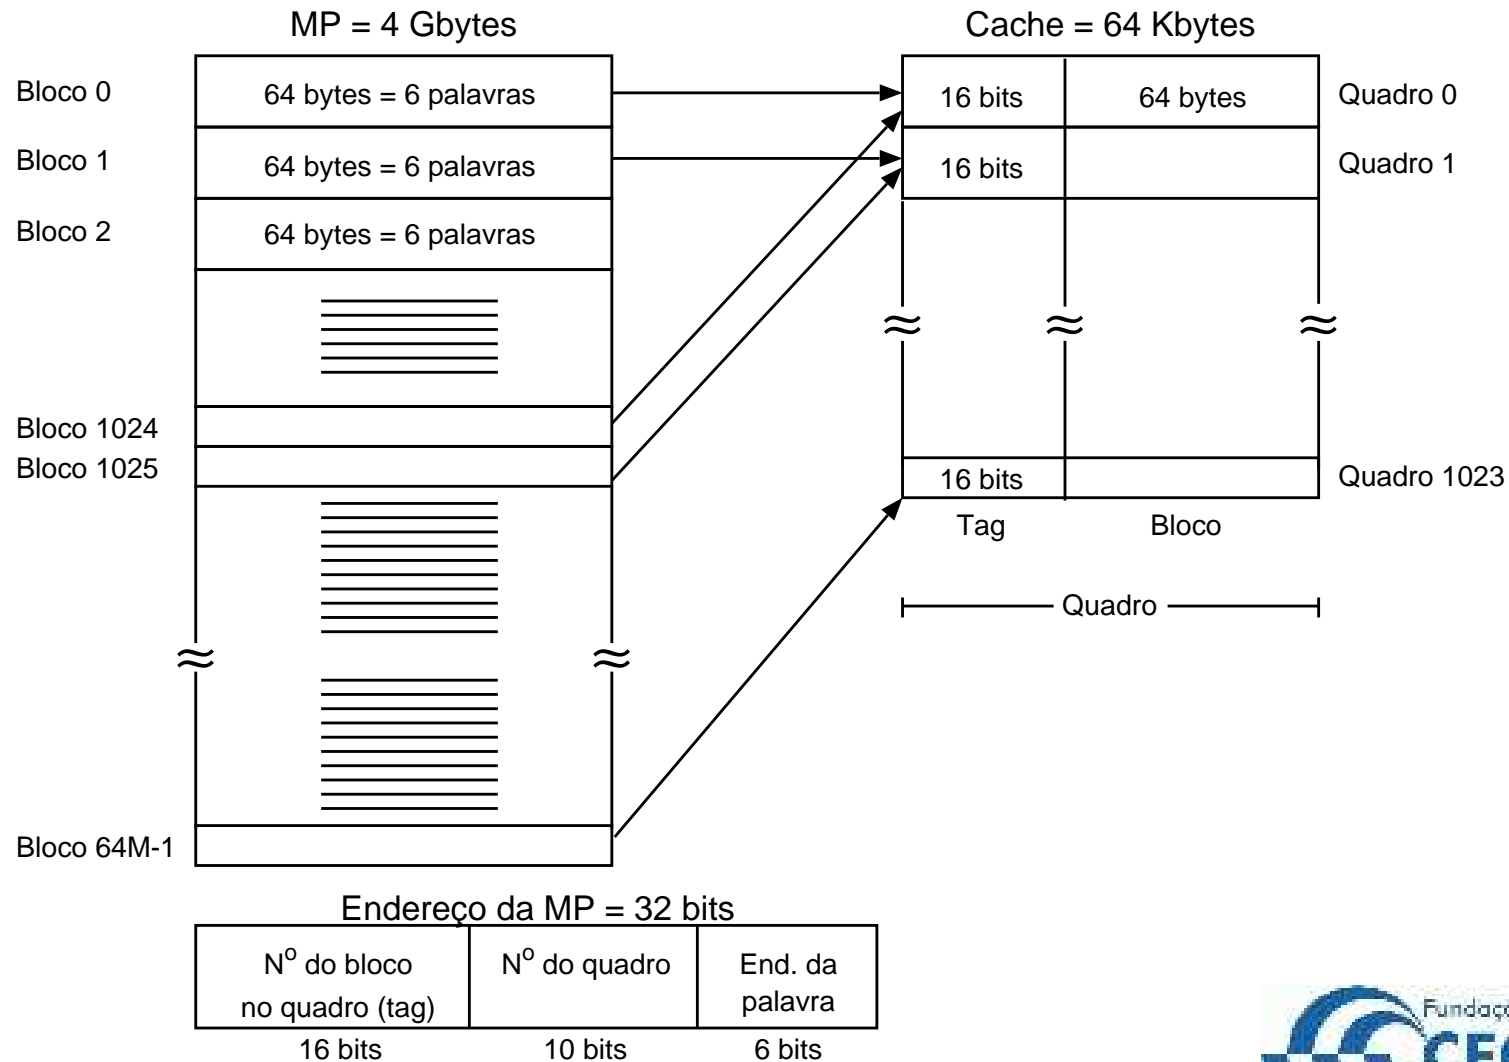 MP = 4 Gbytes
Cache = 64 Kbytes
Bloco 0
64 bytes = 6 palavras
16 bits
64 bytes
Quadro 0
Bloco 1
64 bytes = 6 palavras
16 bits
Quadro 1
Bloco 2
64 bytes = 6 palavras
Bloco 1024
Bloco 1025
16 bits
Quadro 1023
Tag
Bloco
Quadro
Bloco 64M-1
Endereço da MP = 32 bits
Nº do bloco
no quadro (tag)
Nº do quadro
End. da
palavra
16 bits
10 bits
6 bits